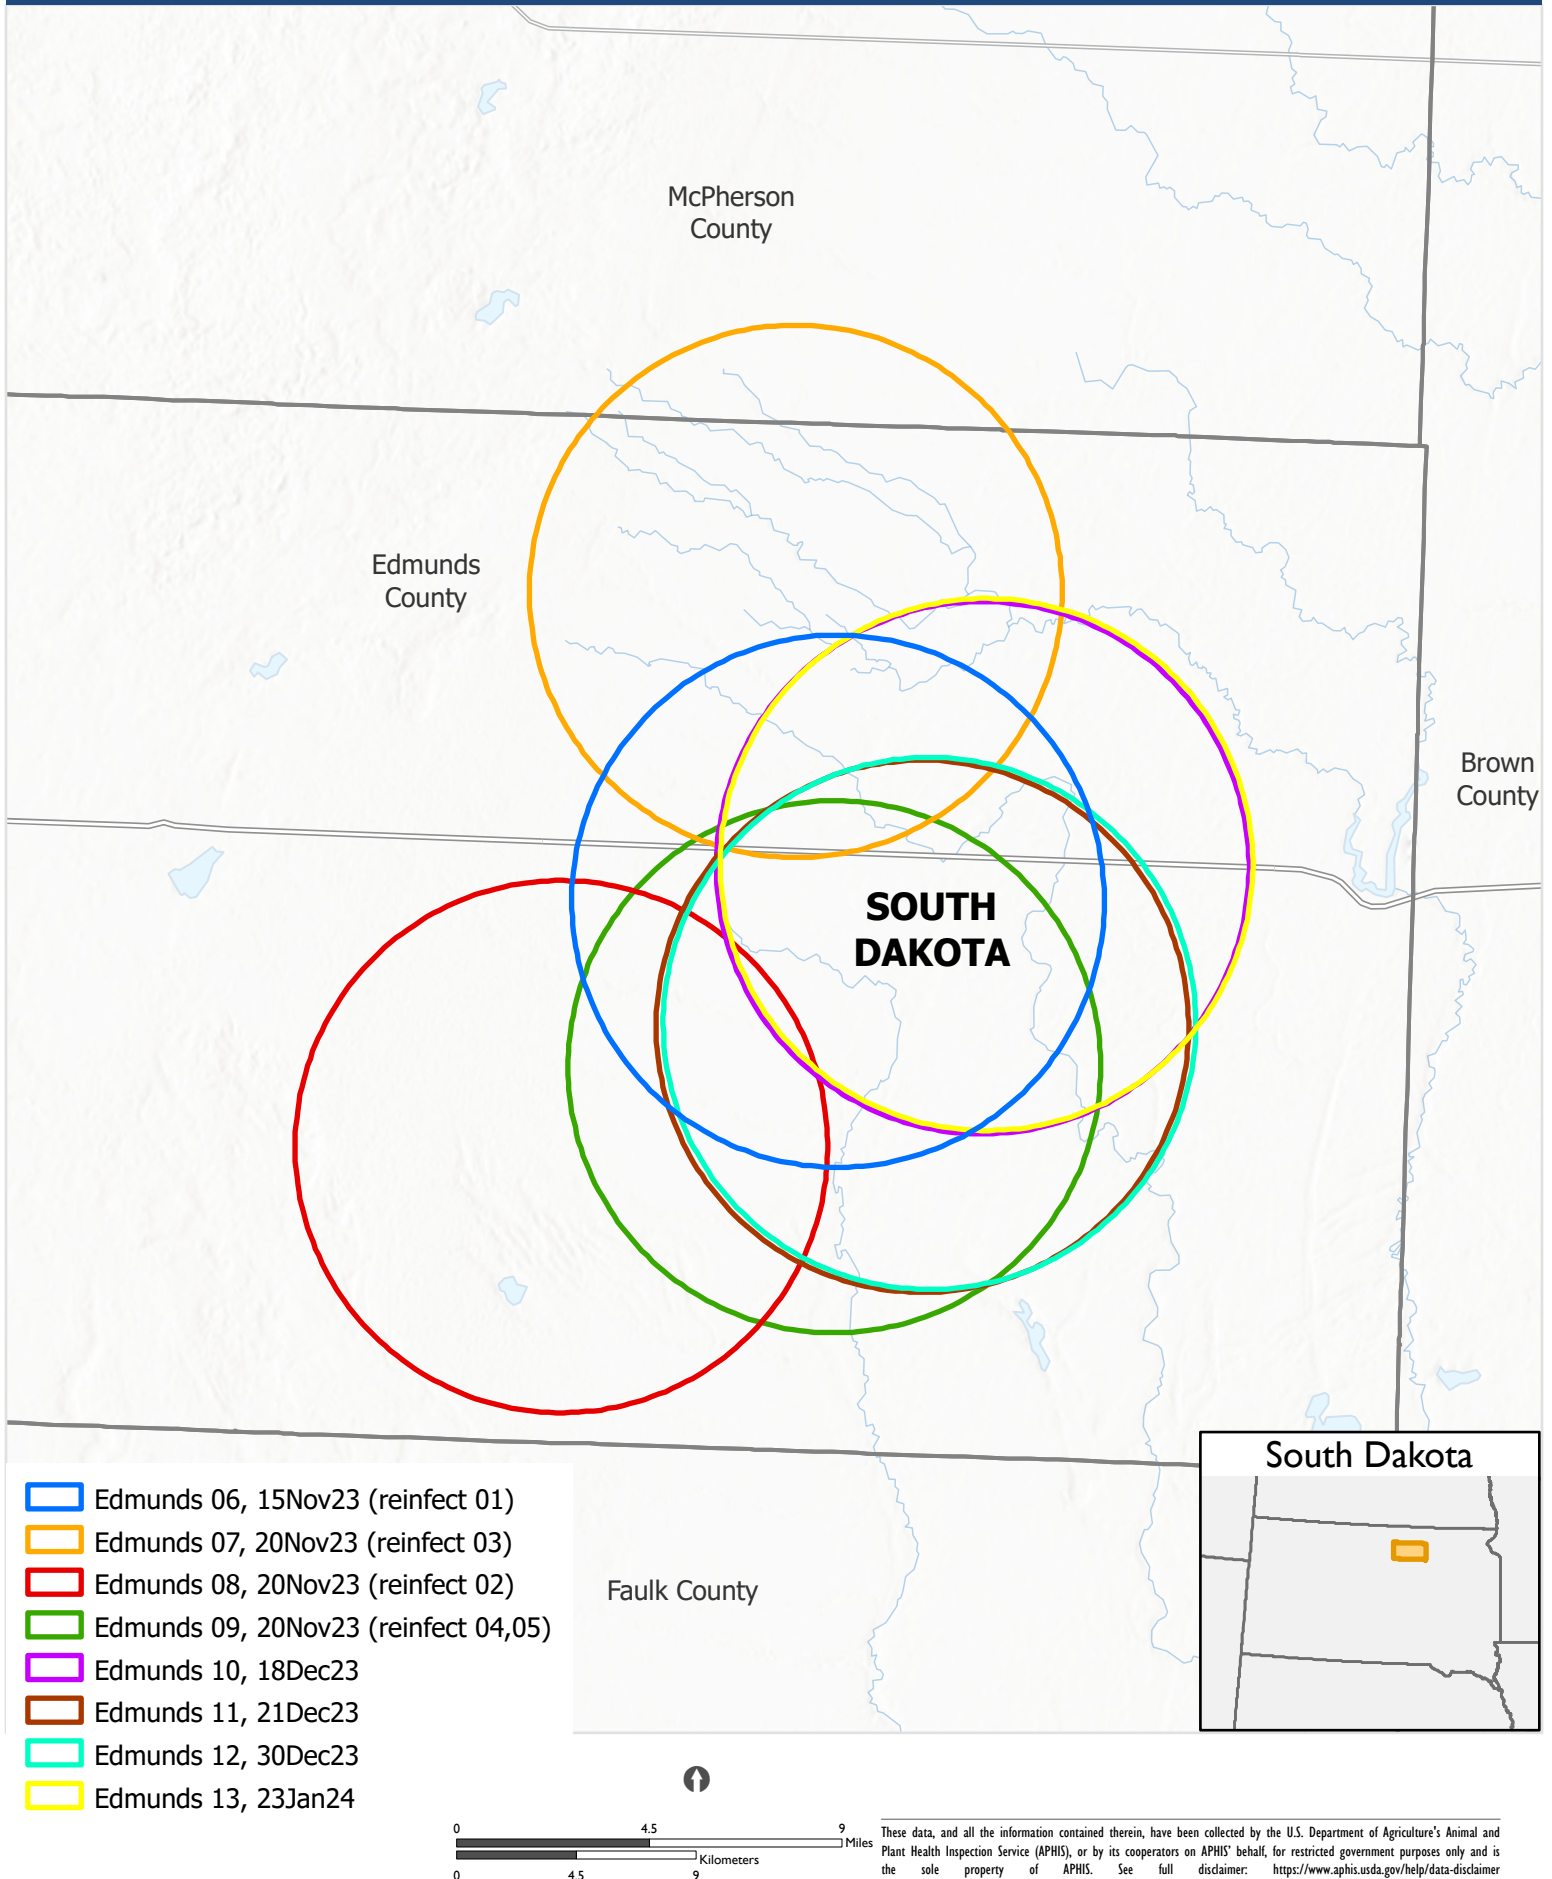 McPherson
County
Edmunds
County
Brown
County
SOUTH
DAKOTA
South Dakota
Edmunds 06, 15Nov23 (reinfect 01)
Edmunds 07, 20Nov23 (reinfect 03)
Edmunds 08, 20Nov23 (reinfect 02)
Edmunds 09, 20Nov23 (reinfect 04,05)
Edmunds 10, 18Dec23
Edmunds 11, 21Dec23
Edmunds 12, 30Dec23
Edmunds 13, 23Jan24
Faulk County
0 4.5 9
Miles
Kilometers
0 4.5 9
These data, and all the information contained therein, have been collected by the U.S. Department of Agriculture's Animal and
Plant Health Inspection Service (APHIS), or by its cooperators on APHIS' behalf, for restricted government purposes only and is
the sole property of APHIS. See full disclaimer: https://www.aphis.usda.gov/help/data-disclaimer